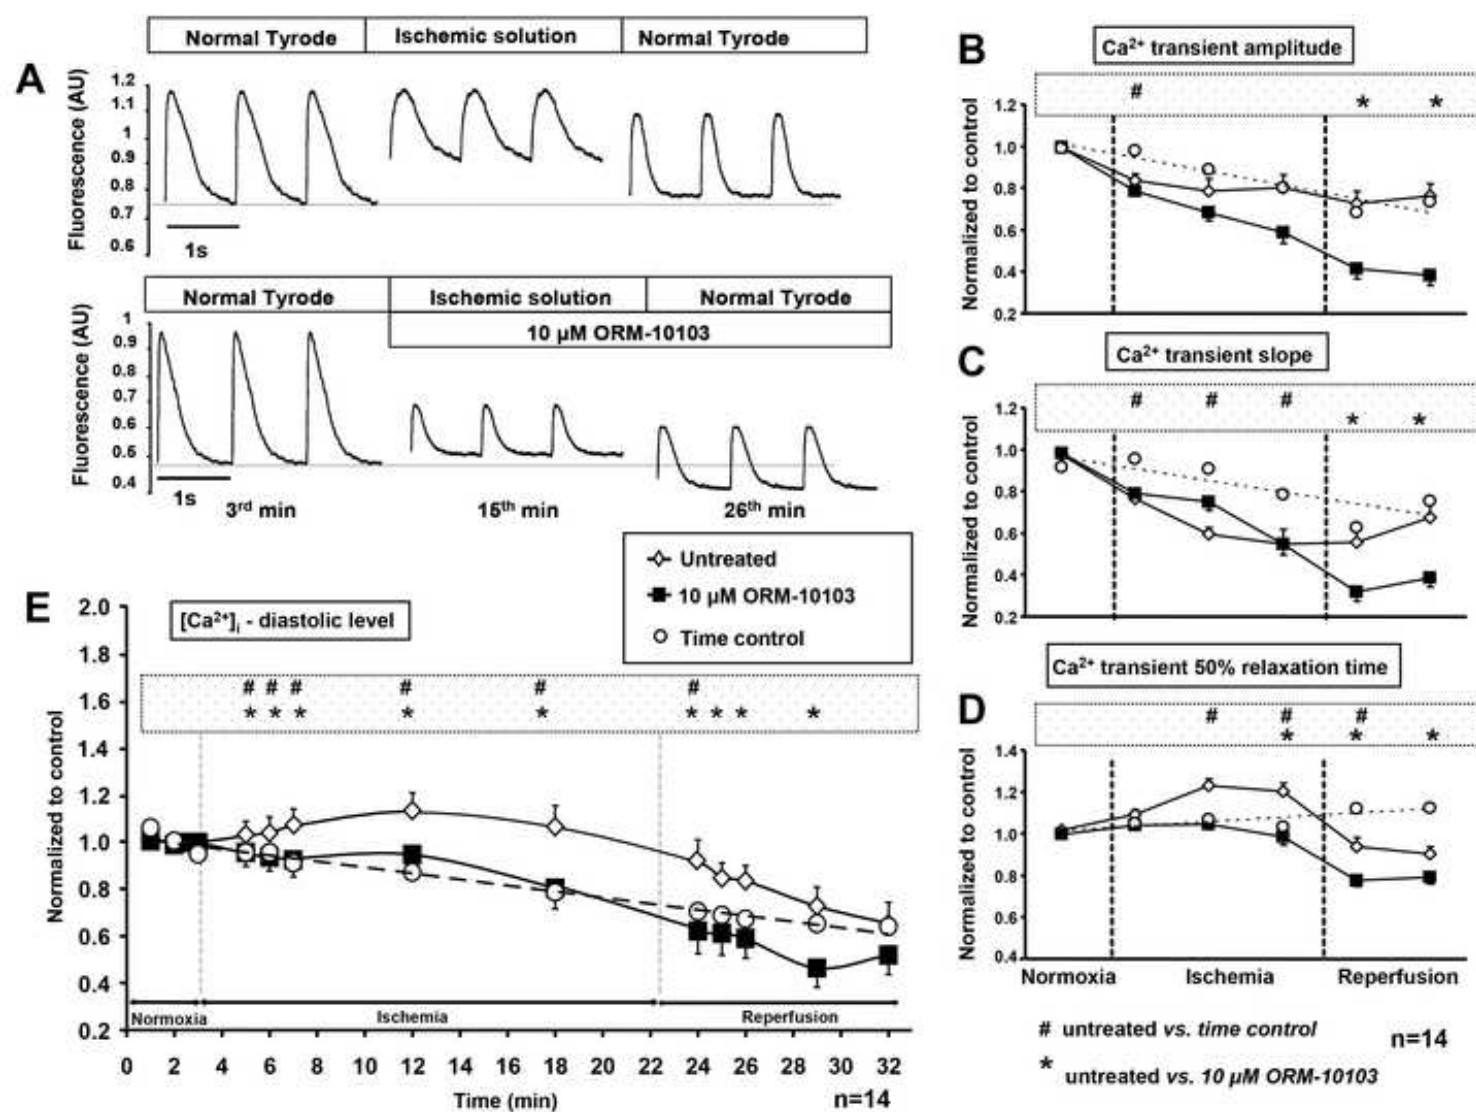 A
Normal Tyrode Ischemic solution Normal Tyrode
Fluorescence (AU)
1.2
1.1
1
0.9
0.8
0.7
0.6
1s
Normal Tyrode Ischemic solution Normal Tyrode
10 µM ORM-10103
Fluorescence (AU)
1
0.9
0.8
0.7
0.6
0.5
0.4
1s
3rd min 15th min 26th min
B
Ca2+ transient amplitude
# * *
Normalized to control
1.2
1.0
0.8
0.6
0.4
0.2
C
Ca2+ transient slope
# # # * *
Normalized to control
1.2
1.0
0.8
0.6
0.4
0.2
Untreated
10 µM ORM-10103
Time control
D
Ca2+ transient 50% relaxation time
# # #
* * *
Normalized to control
1.4
1.2
1.0
0.8
0.6
0.4
Normoxia Ischemia Reperfusion
# untreated vs. time control
n=14
* untreated vs. 10 µM ORM-10103
E
[Ca2+]i - diastolic level
# # # # # #
* * * * * * * * *
Normalized to control
2.0
1.8
1.6
1.4
1.2
1.0
0.8
0.6
0.4
0.2
Normoxia Ischemia Reperfusion
0 2 4 6 8 10 12 14 16 18 20 22 24 26 28 30 32
Time (min)
n=14